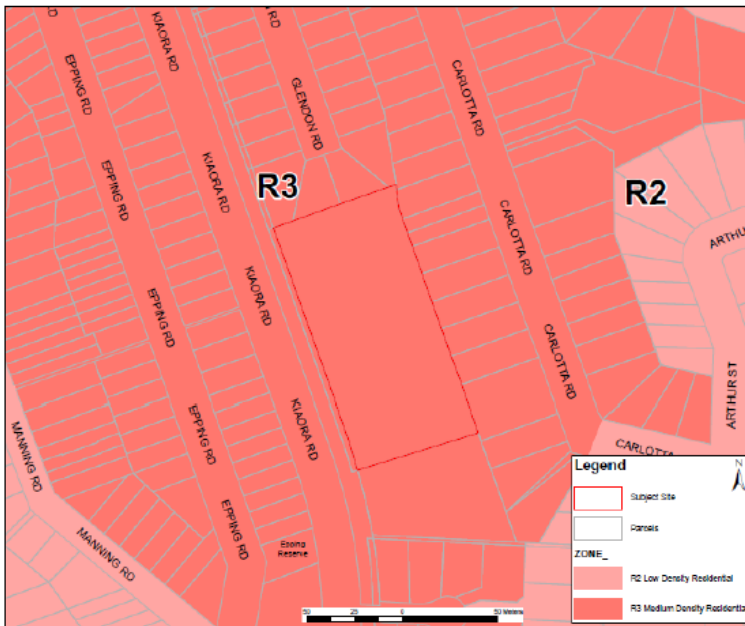 RD
KIAORA RD
RD
EPPING RD
GLENDON RD
CARLOTTA RD
EPPING RD
KIAORA RD
R3
R2
CARLOTTA RD
ARTHU
KIAORA RD
EPPING RD
CARLOTTA RD
ARTHUR ST
KIAORA RD
EPPING RD
MANNING RD
CARLOTTA
EPPING RD
MANNING RD
Reserve
Legend
N
Subject Site
Parcels
ZONE_
R2 Low Density Residential
R3 Medium Density Residential
50 25 0 50 Meters